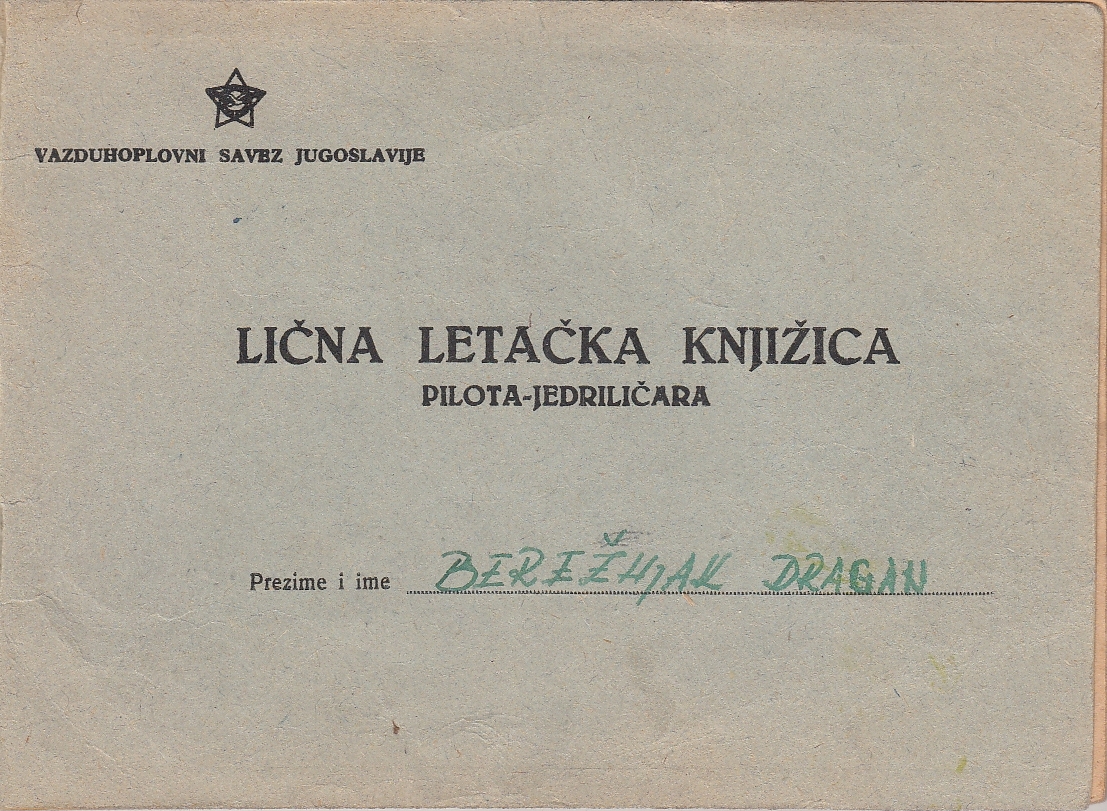 VAZDUHOPLOVNI SAVEZ JUGOSLAVIJE
LIČNA LETAČKA KNJIŽICA
PILOTA-JEDRILIČARA
Prezime i ime BEREŽNJAK DRAGAN